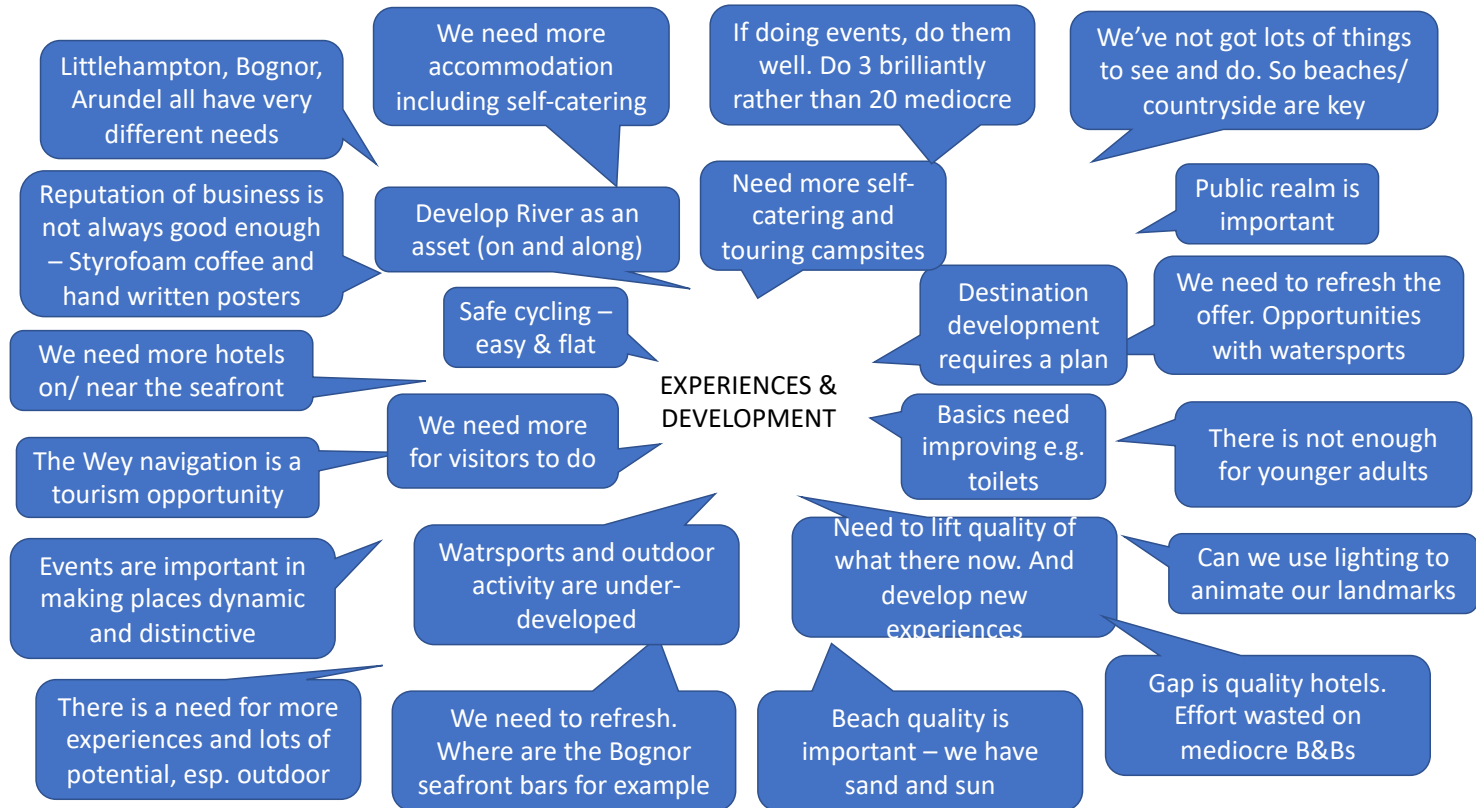 Littlehampton, Bognor,
Arundel all have very
different needs
We need more
accommodation
including self-catering
If doing events, do them
well. Do 3 brilliantly
rather than 20 mediocre
We’ve not got lots of things
to see and do. So beaches/
countryside are key
Reputation of business is
not always good enough
– Styrofoam coffee and
hand written posters
Develop River as an
asset (on and along)
Need more self-
catering and
touring campsites
Public realm is
important
Safe cycling –
easy & flat
Destination
development
requires a plan
We need to refresh the
offer. Opportunities
with watersports
We need more hotels
on/ near the seafront
EXPERIENCES &
DEVELOPMENT
We need more
for visitors to do
Basics need
improving e.g.
toilets
There is not enough
for younger adults
The Wey navigation is a
tourism opportunity
Events are important in
making places dynamic
and distinctive
Watrsports and outdoor
activity are under-
developed
Need to lift quality of
what there now. And
develop new
experiences
Can we use lighting to
animate our landmarks
There is a need for more
experiences and lots of
potential, esp. outdoor
We need to refresh.
Where are the Bognor
seafront bars for example
Beach quality is
important – we have
sand and sun
Gap is quality hotels.
Effort wasted on
mediocre B&Bs